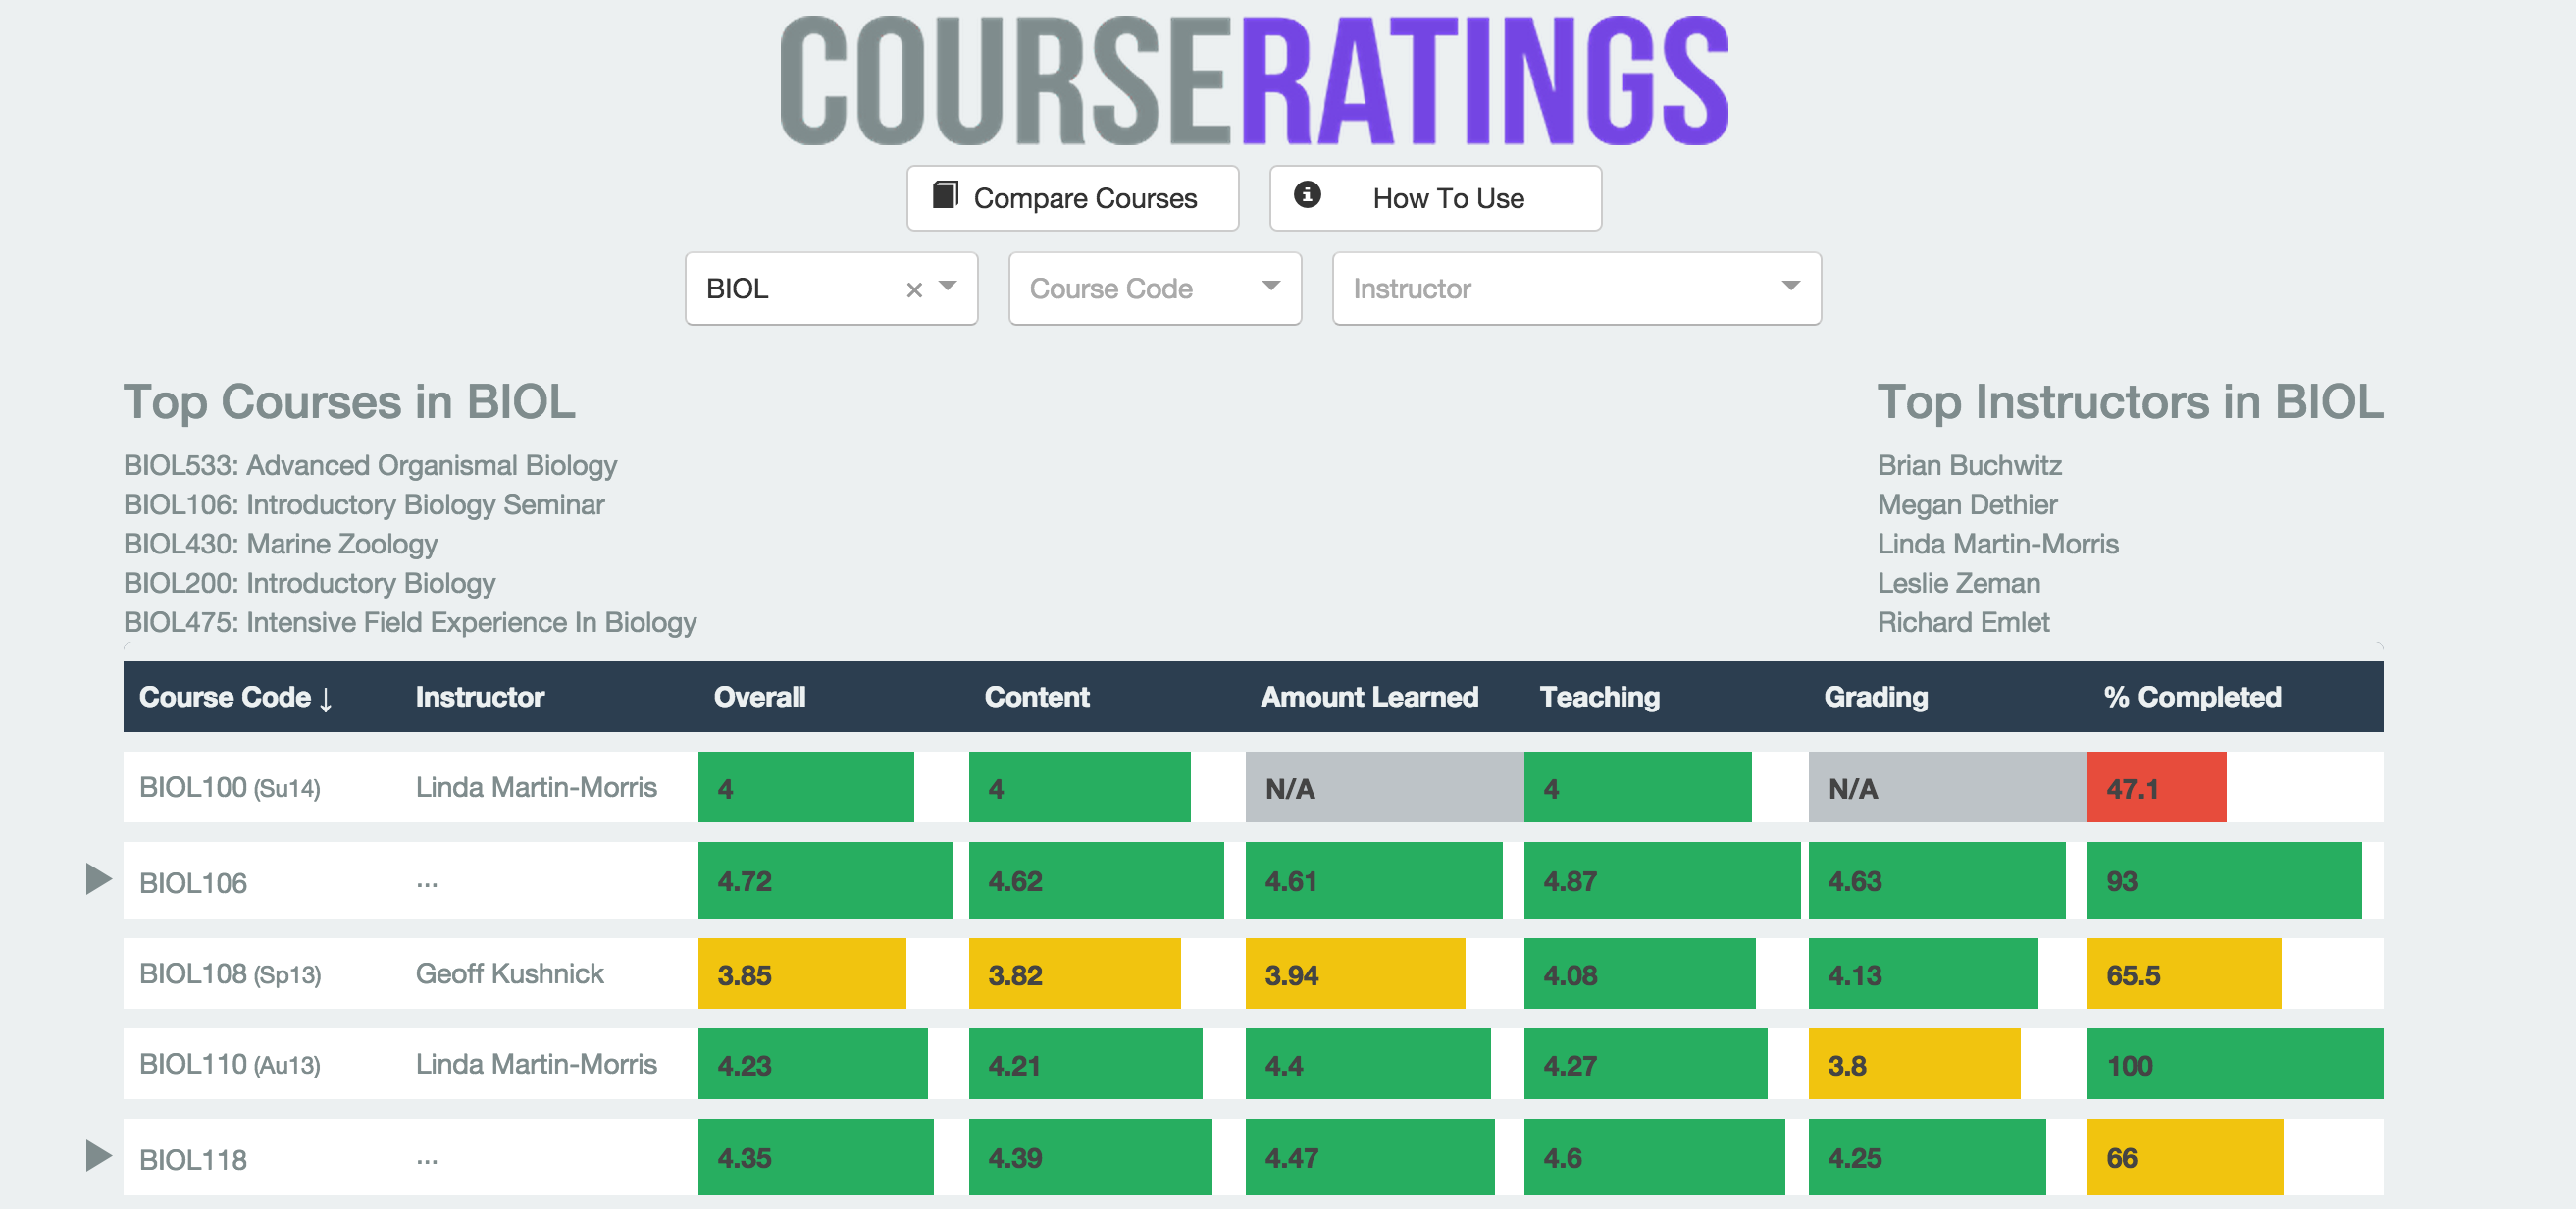 COURSERATINGS
Compare Courses How To Use
BIOL × Course Code Instructor
Top Courses in BIOL
BIOL533: Advanced Organismal Biology
BIOL106: Introductory Biology Seminar
BIOL430: Marine Zoology
BIOL200: Introductory Biology
BIOL475: Intensive Field Experience In Biology
Top Instructors in BIOL
Brian Buchwitz
Megan Dethier
Linda Martin-Morris
Leslie Zeman
Richard Emlet
Course Code ↓ Instructor Overall Content Amount Learned Teaching Grading % Completed
BIOL100 (Su14) Linda Martin-Morris 4 4 N/A 4 N/A 47.1
BIOL106 ... 4.72 4.62 4.61 4.87 4.63 93
BIOL108 (Sp13) Geoff Kushnick 3.85 3.82 3.94 4.08 4.13 65.5
BIOL110 (Au13) Linda Martin-Morris 4.23 4.21 4.4 4.27 3.8 100
BIOL118 ... 4.35 4.39 4.47 4.6 4.25 66